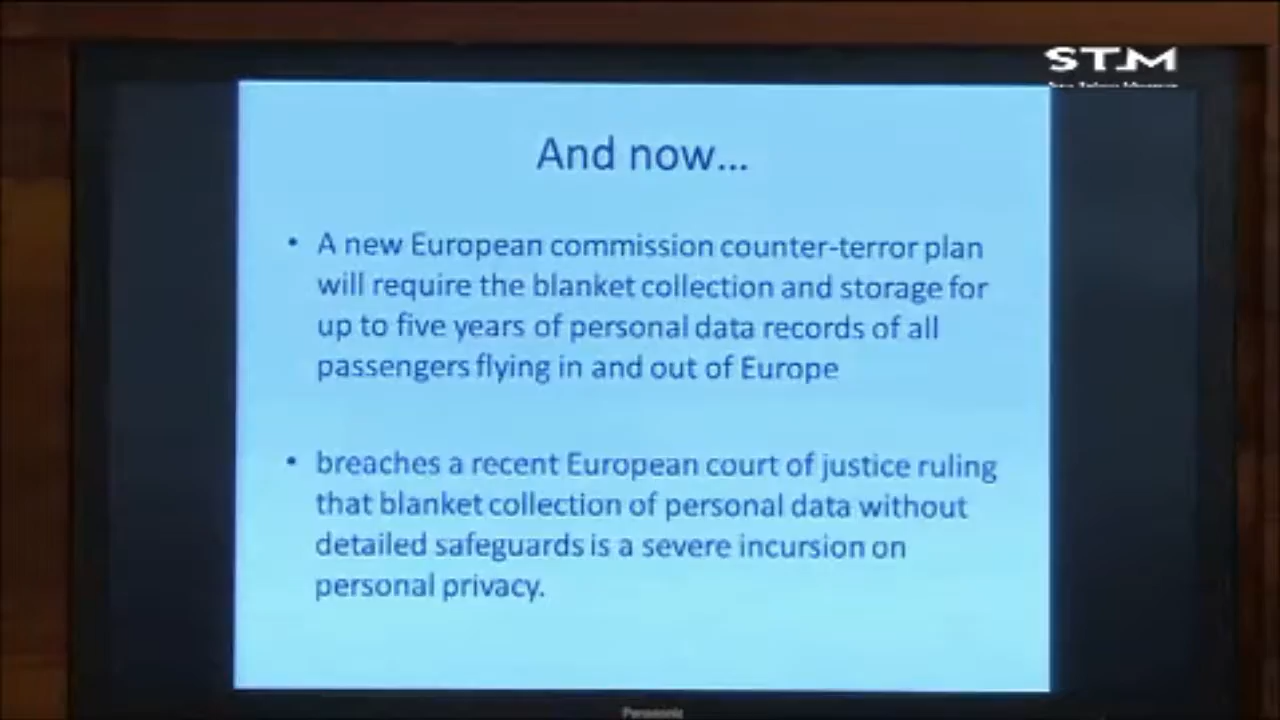 STM
And now...
• A new European commission counter-terror plan
will require the blanket collection and storage for
up to five years of personal data records of all
passengers flying in and out of Europe
• breaches a recent European court of justice ruling
that blanket collection of personal data without
detailed safeguards is a severe incursion on
personal privacy.
Panasonic